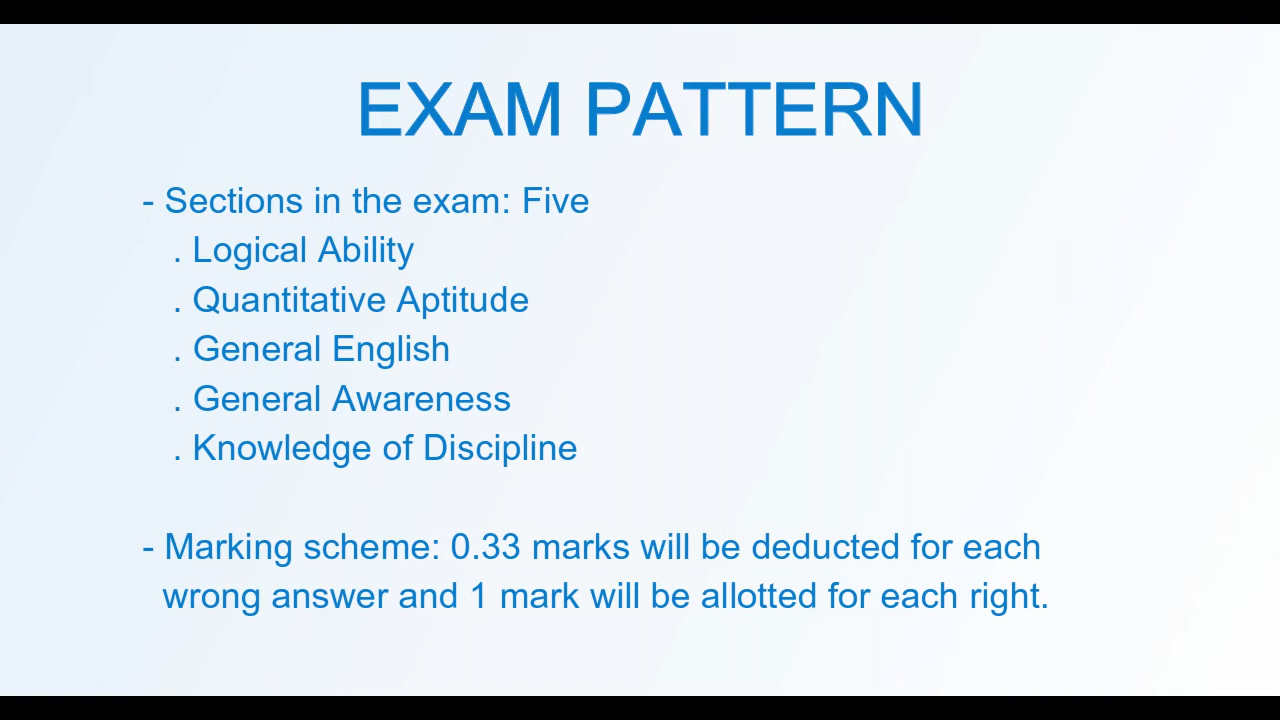 EXAM PATTERN
- Sections in the exam: Five
. Logical Ability
. Quantitative Aptitude
. General English
. General Awareness
. Knowledge of Discipline
- Marking scheme: 0.33 marks will be deducted for each
wrong answer and 1 mark will be allotted for each right.